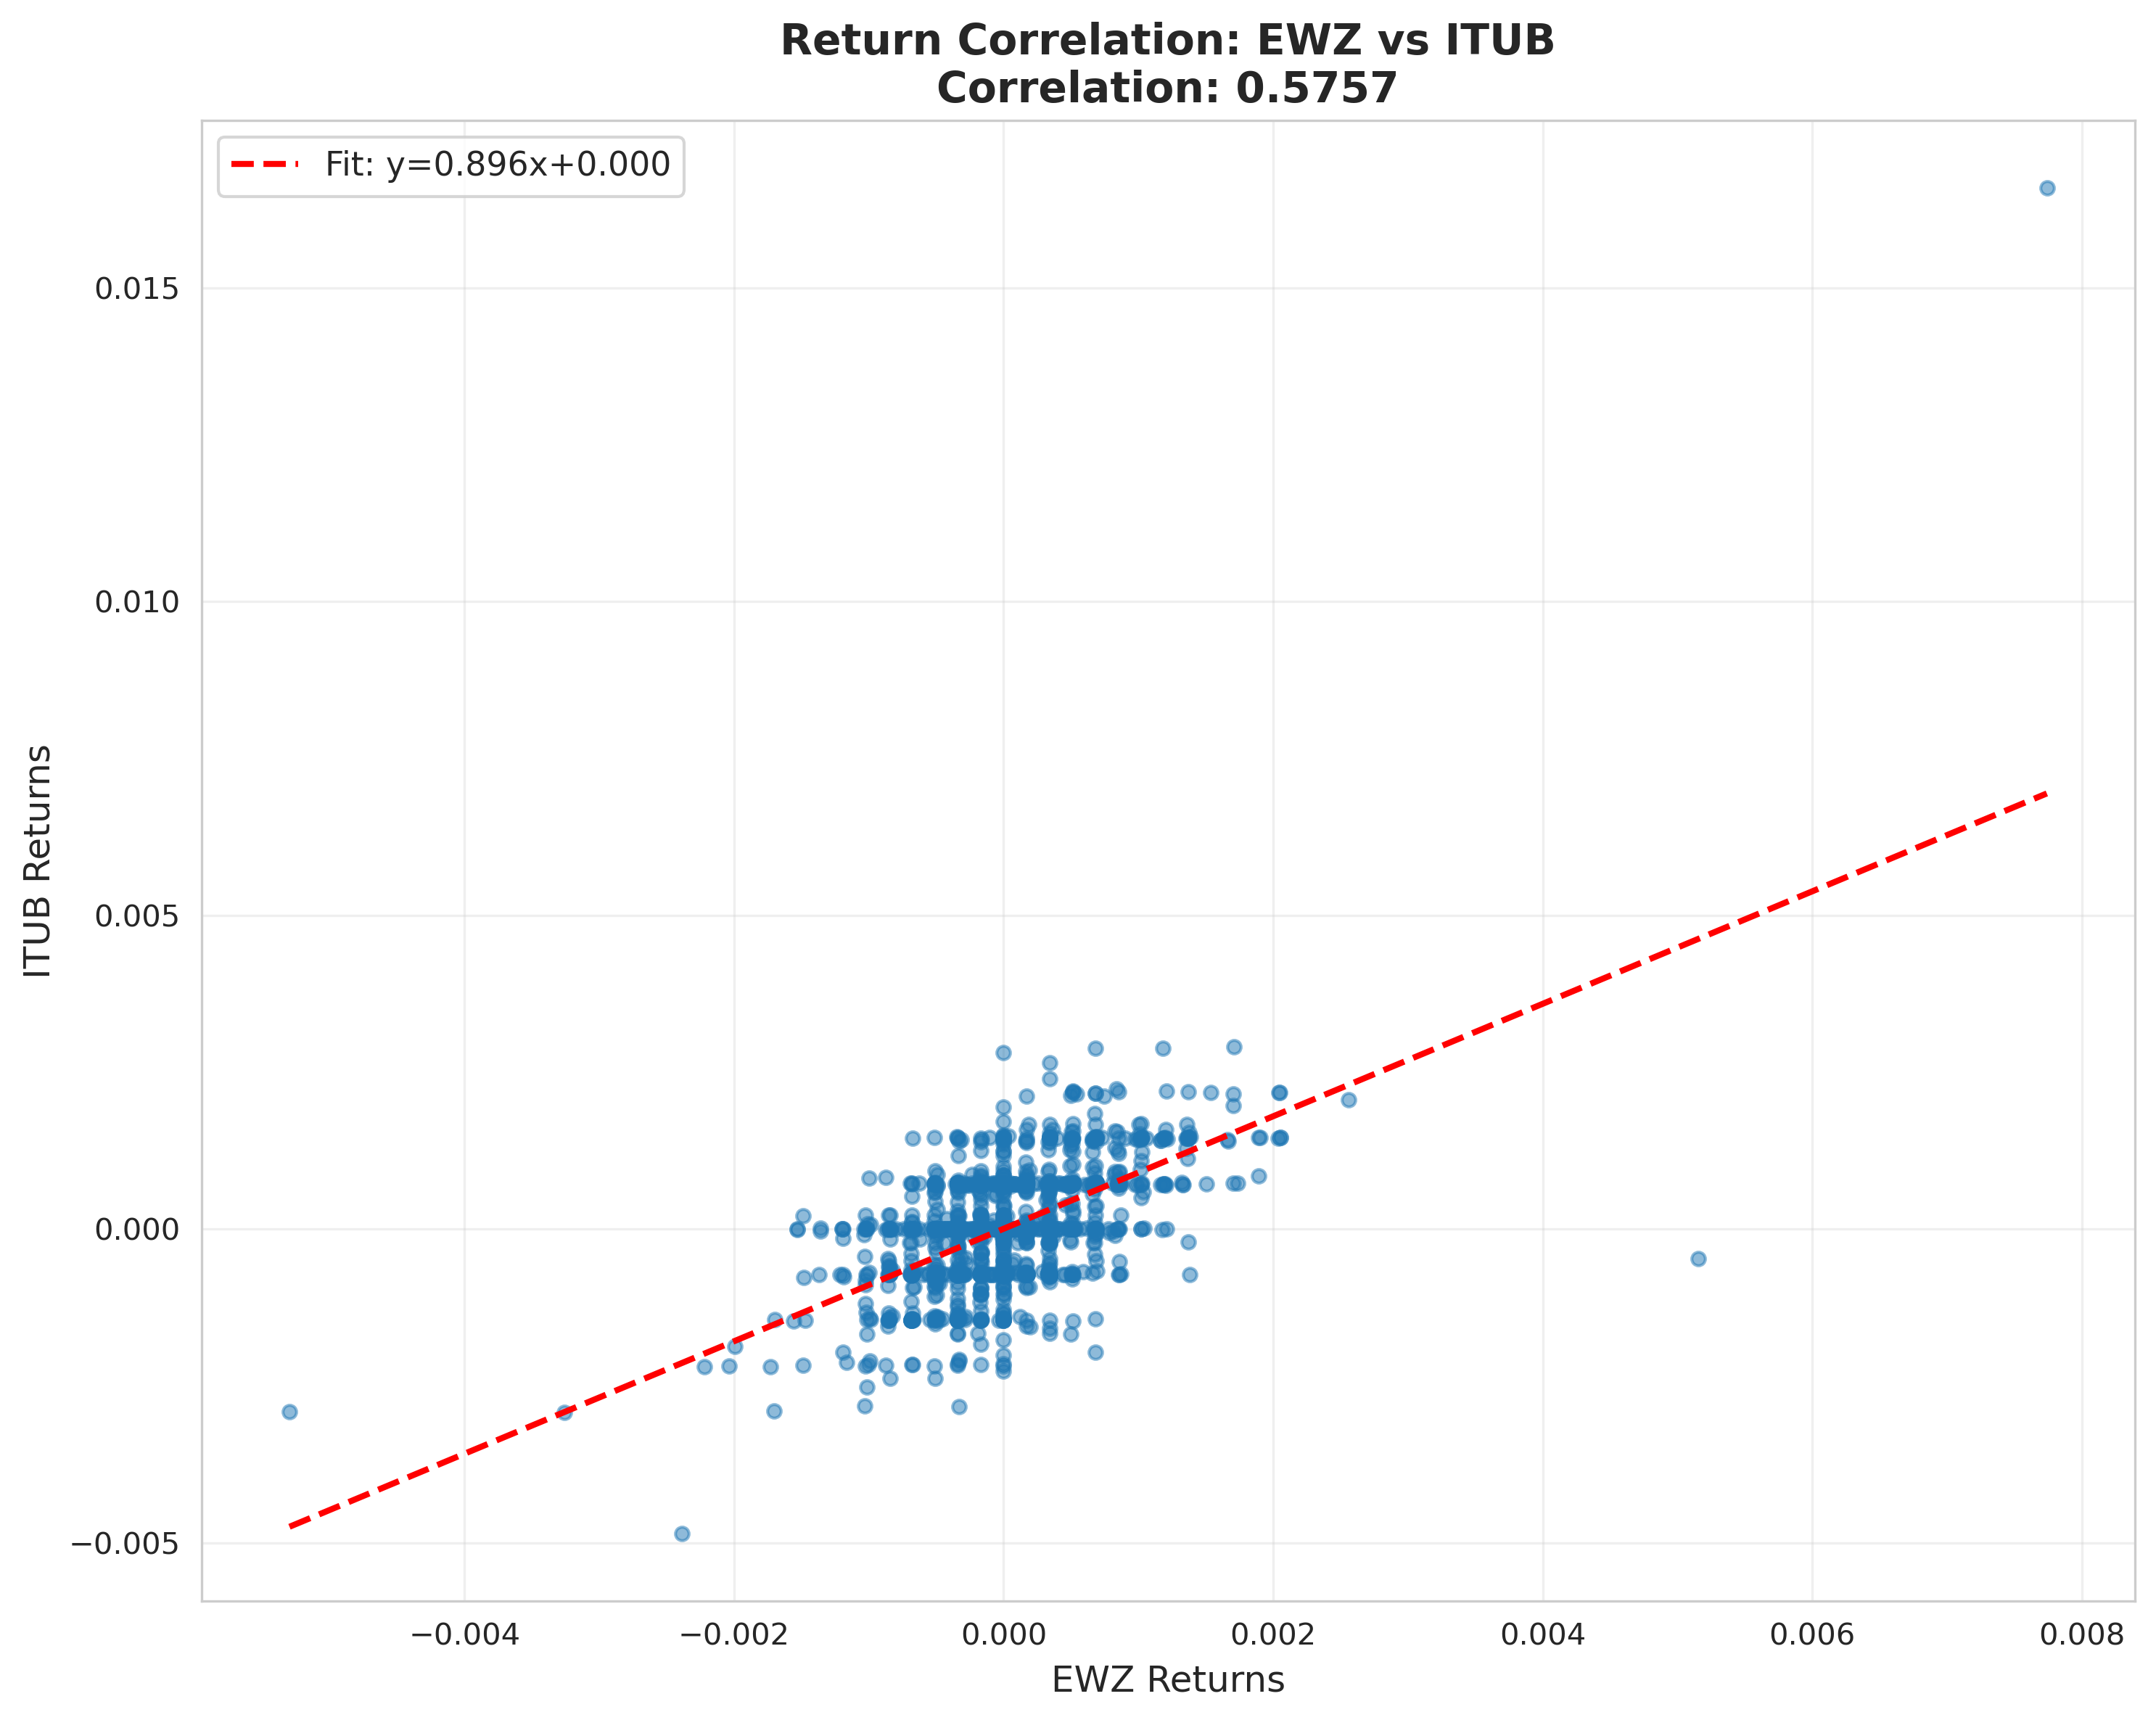 Return Correlation: EWZ vs ITUB
Correlation: 0.5757
Fit: y=0.896x+0.000
0.015
0.010
0.005
0.000
−0.005
ITUB Returns
−0.004
−0.002
0.000
0.002
0.004
0.006
0.008
EWZ Returns